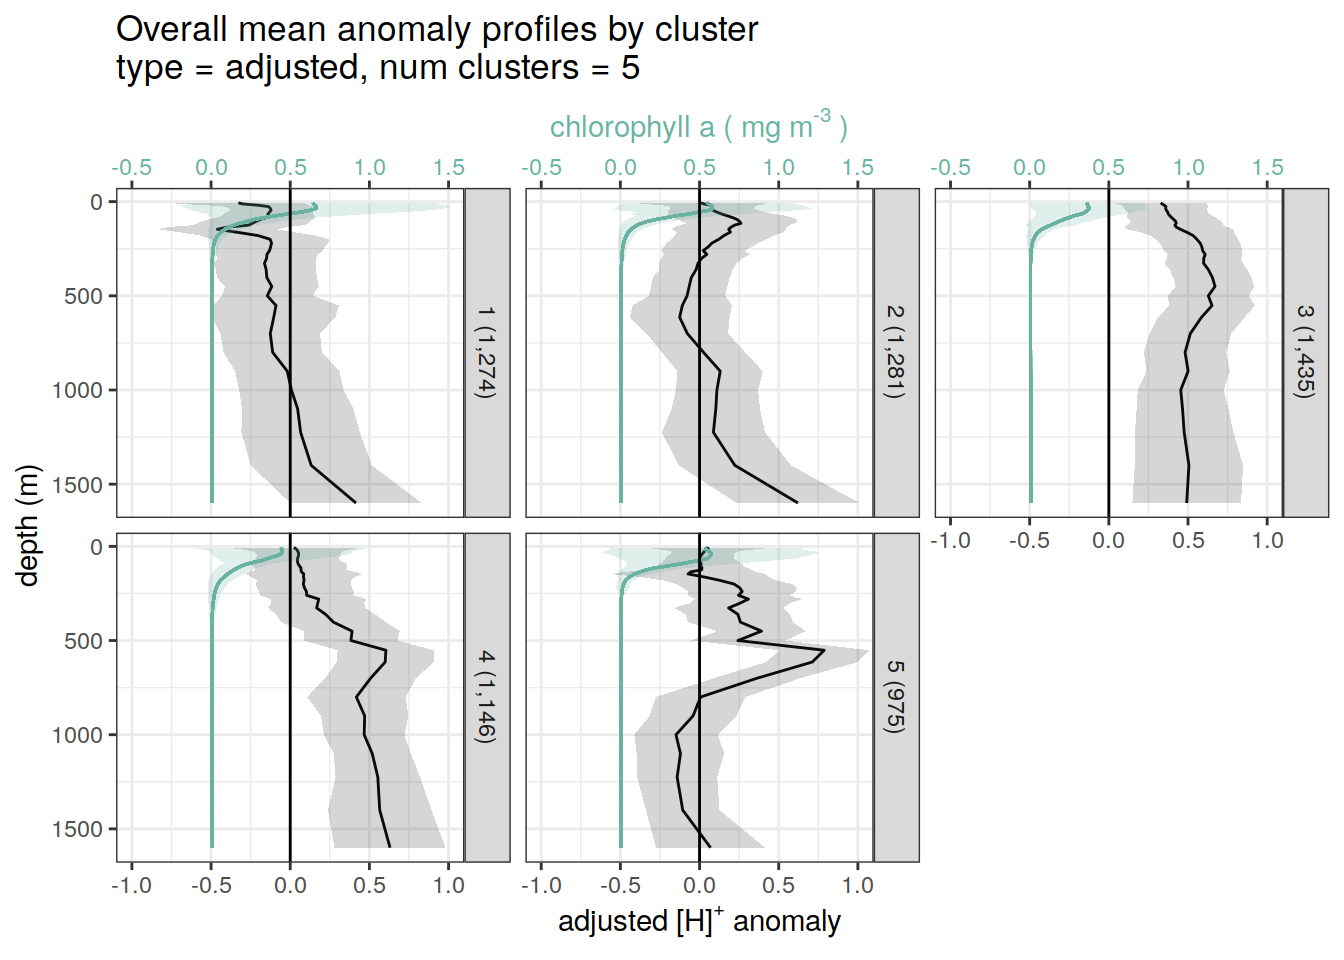 Overall mean anomaly profiles by cluster
type = adjusted, num clusters = 5
chlorophyll a ( mg m⁻³ )
-0.5 0.0 0.5 1.0 1.5 -0.5 0.0 0.5 1.0 1.5 -0.5 0.0 0.5 1.0 1.5
0
500
1000
1500
1 (1,274)
2 (1,281)
3 (1,435)
-1.0 -0.5 0.0 0.5 1.0
depth (m)
0
500
1000
1500
4 (1,146)
5 (975)
-1.0 -0.5 0.0 0.5 1.0 -1.0 -0.5 0.0 0.5 1.0
adjusted [H]⁺ anomaly